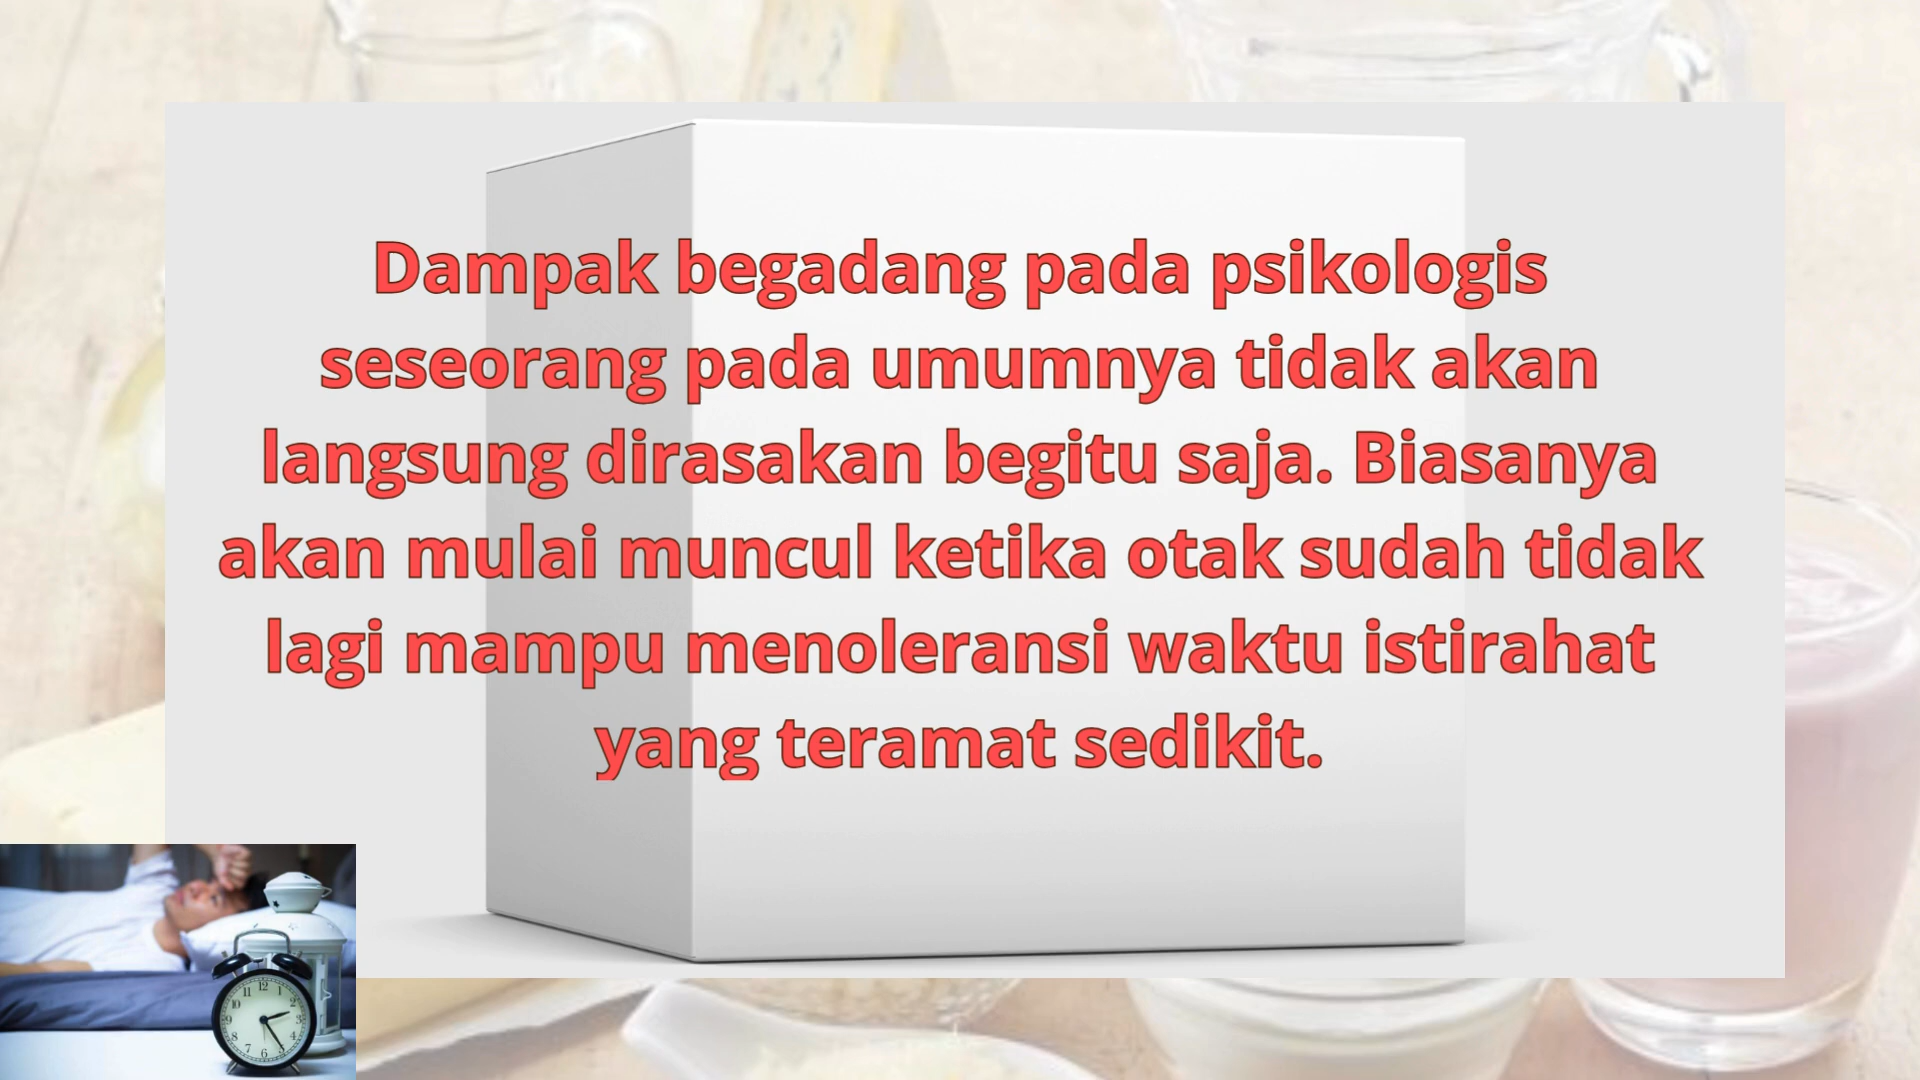 Dampak begadang pada psikologis
seseorang pada umumnya tidak akan
langsung dirasakan begitu saja. Biasanya
akan mulai muncul ketika otak sudah tidak
lagi mampu menoleransi waktu istirahat
yang teramat sedikit.